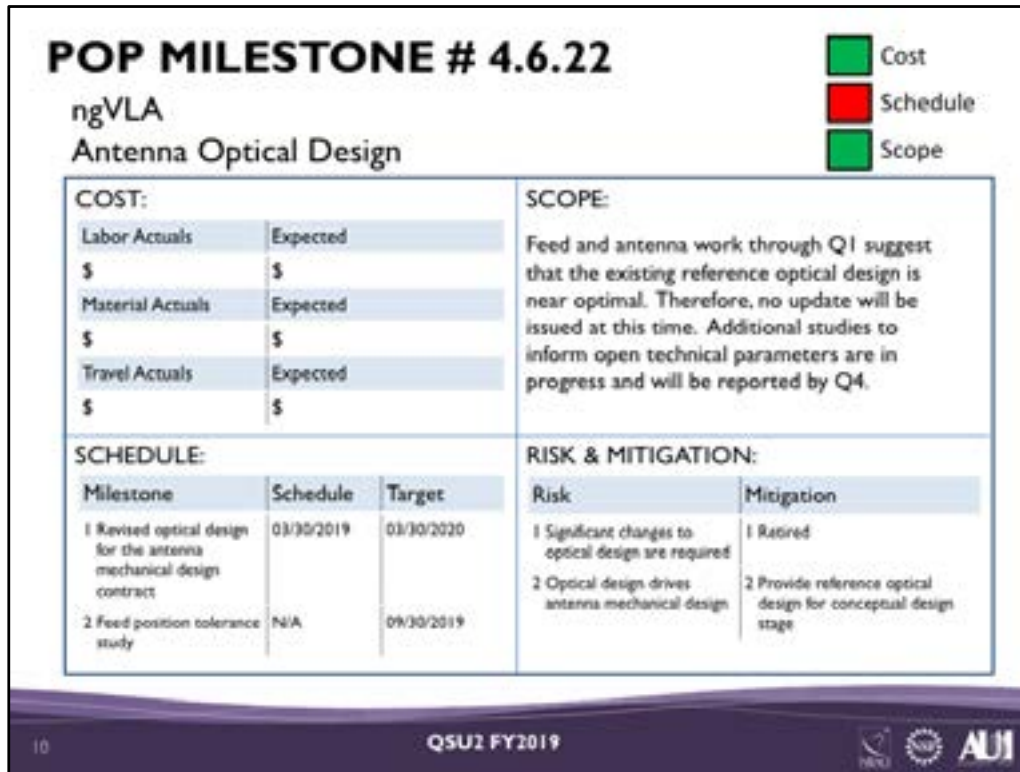 POP MILESTONE # 4.6.22
ngVLA
Antenna Optical Design
Cost
Schedule
Scope
COST:
Labor Actuals Expected
$ $
Material Actuals Expected
$ $
Travel Actuals Expected
$ $
SCOPE:
Feed and antenna work through Q1 suggest
that the existing reference optical design is
near optimal. Therefore, no update will be
issued at this time. Additional studies to
inform open technical parameters are in
progress and will be reported by Q4.
SCHEDULE:
Milestone Schedule Target
1 Revised optical design 03/30/2019 03/30/2020
for the antenna
mechanical design
contract
2 Feed position tolerance N/A 09/30/2019
study
RISK & MITIGATION:
Risk Mitigation
1 Significant changes to 1 Retired
optical design are required
2 Optical design drives 2 Provide reference optical
antenna mechanical design design for conceptual design
stage
10
QSU2 FY2019
NRAO
NSF
AUI